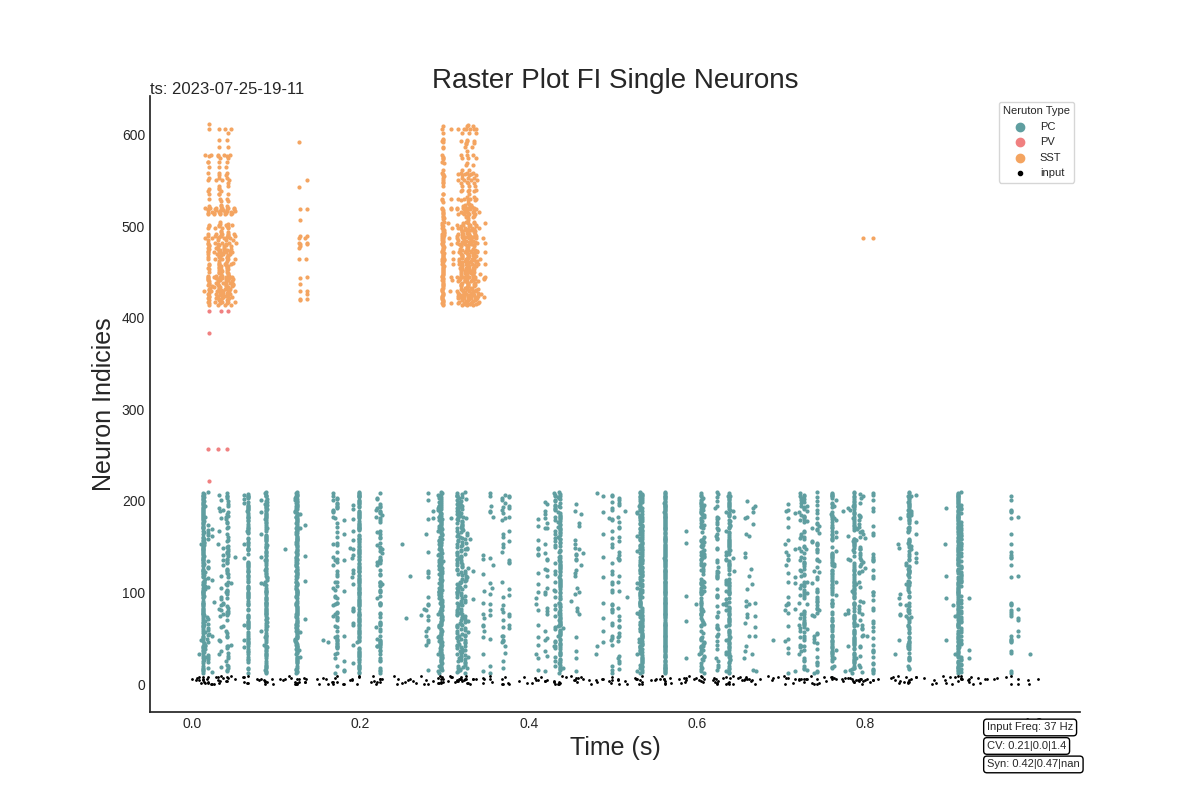 Raster Plot FI Single Neurons
ts: 2023-07-25-19-11
Neruton Type
PC
PV
SST
input
Neuron Indicies
600
500
400
300
200
100
0
0.0 0.2 0.4 0.6 0.8
Time (s)
Input Freq: 37 Hz
CV: 0.21|0.0|1.4
Syn: 0.42|0.47|nan